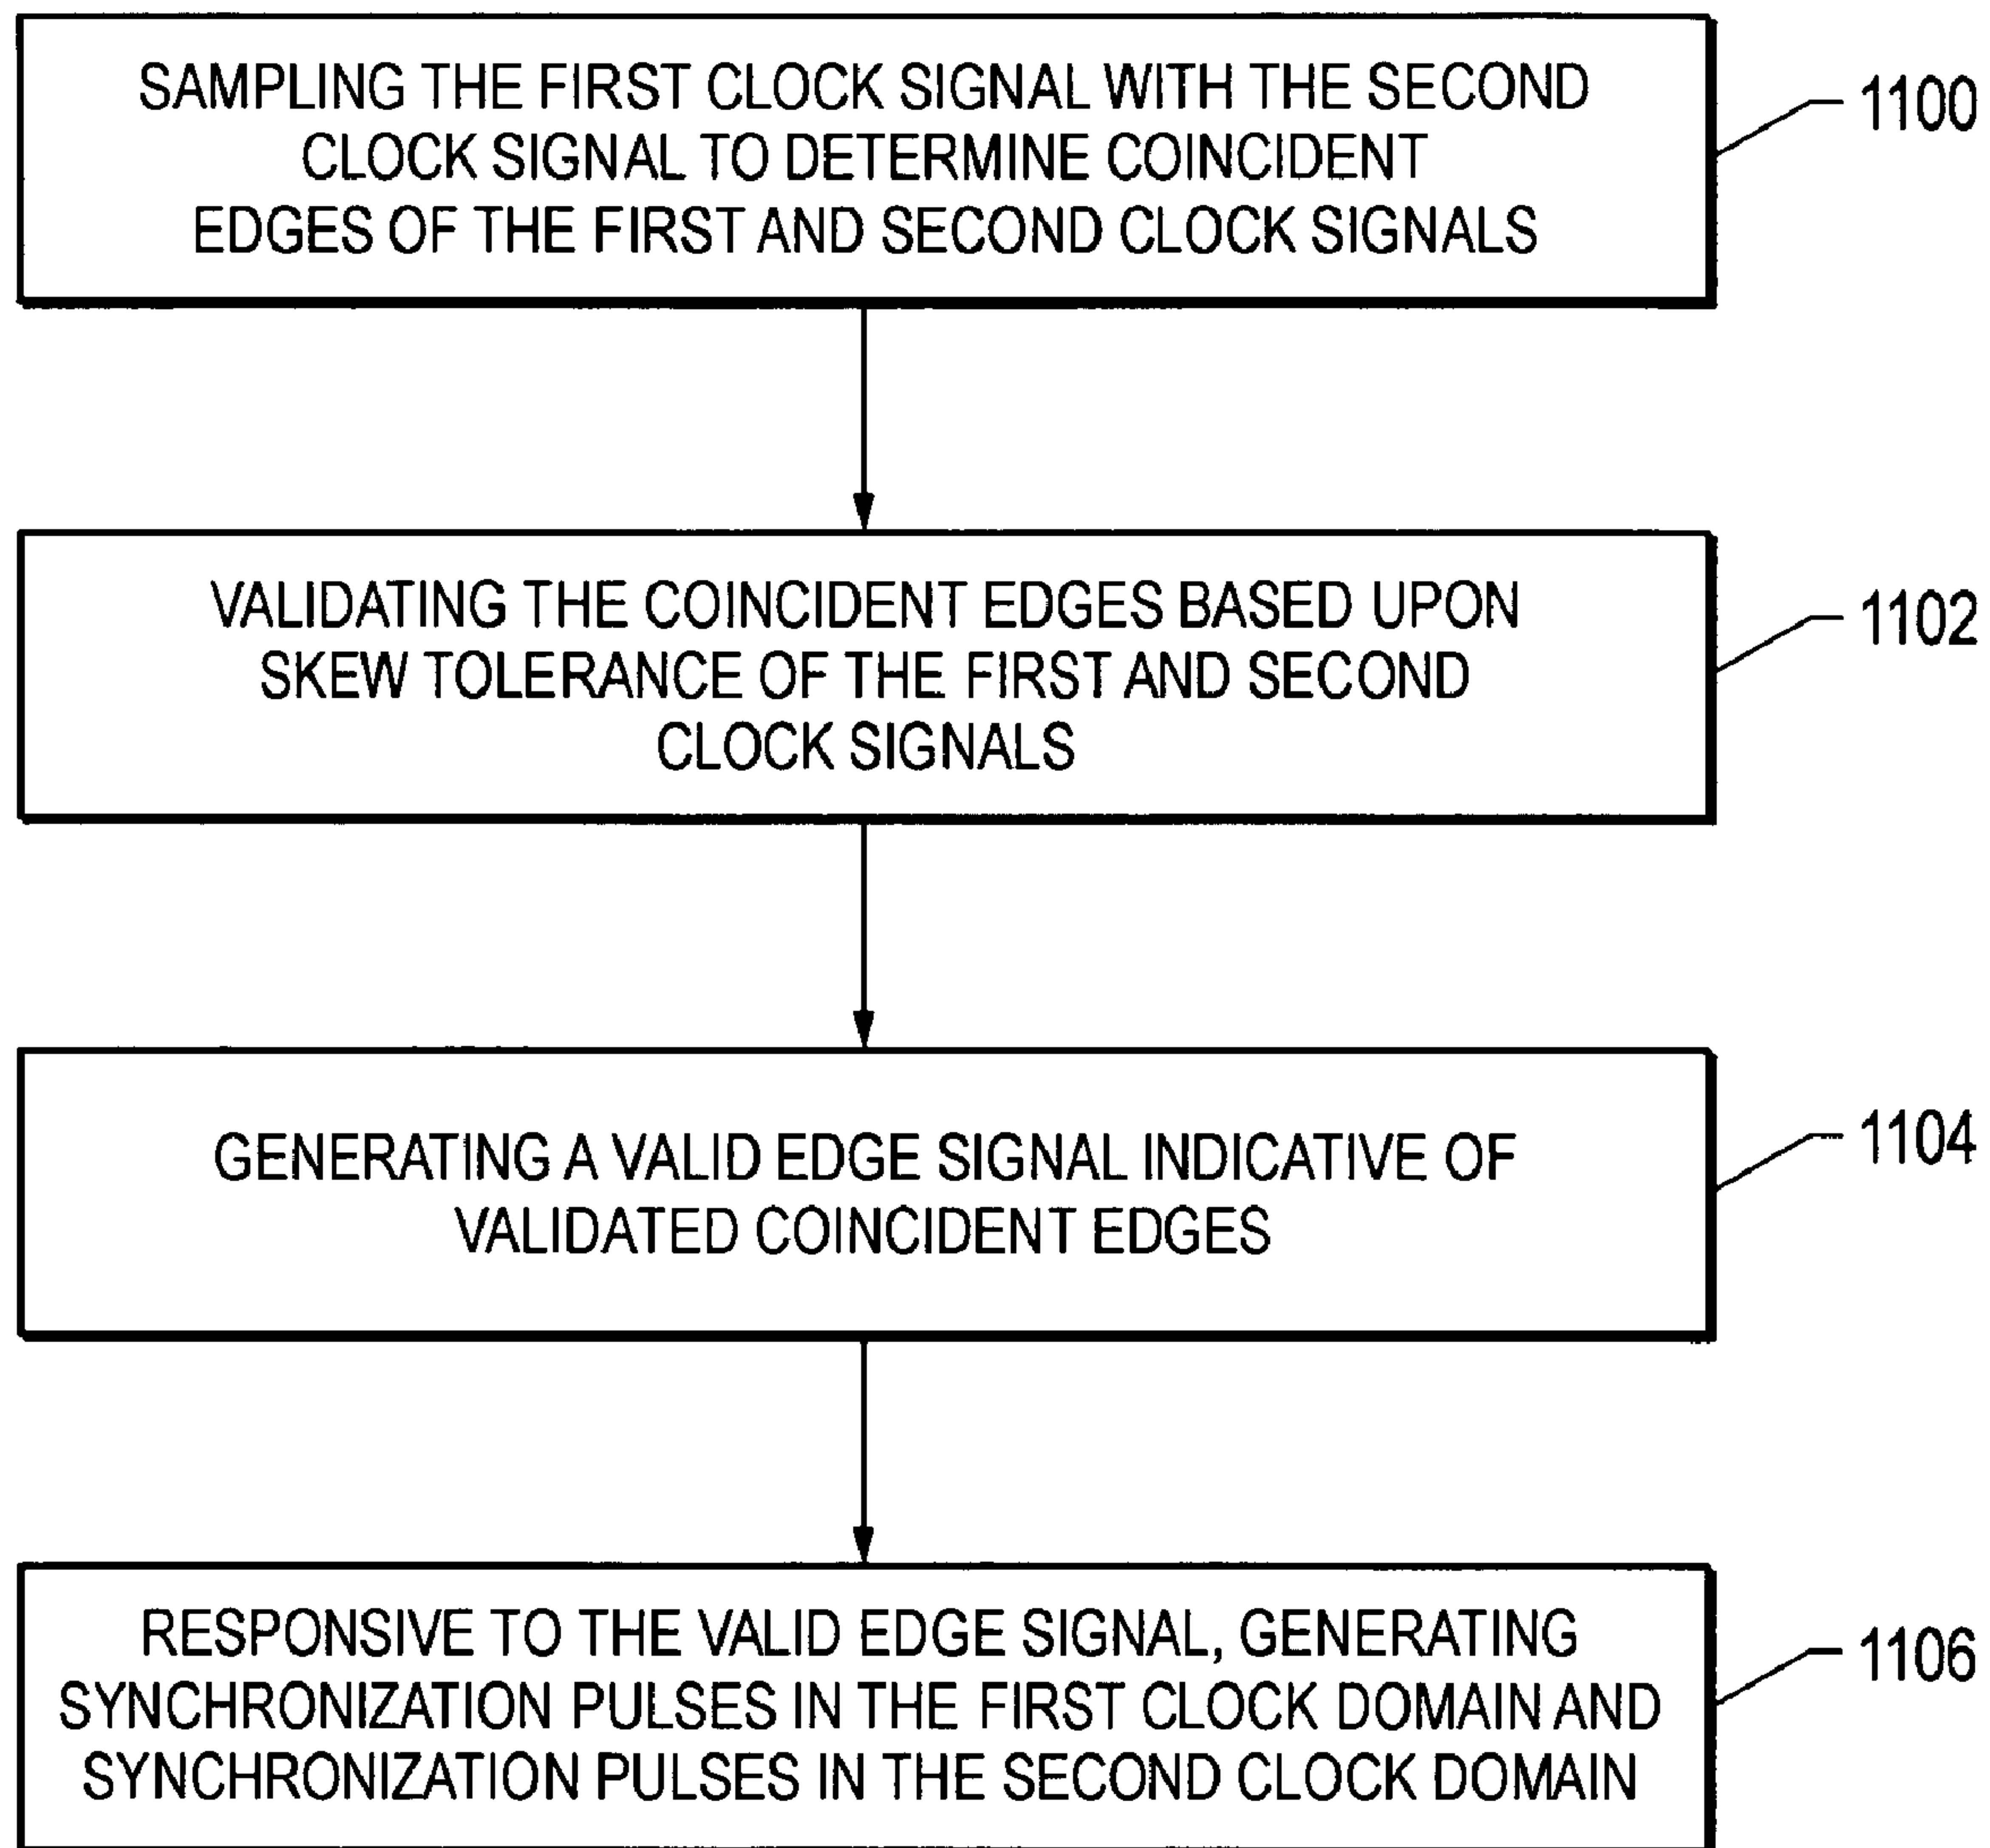 SAMPLING THE FIRST CLOCK SIGNAL WITH THE SECOND
CLOCK SIGNAL TO DETERMINE COINCIDENT
EDGES OF THE FIRST AND SECOND CLOCK SIGNALS
1100
VALIDATING THE COINCIDENT EDGES BASED UPON
SKEW TOLERANCE OF THE FIRST AND SECOND
CLOCK SIGNALS
1102
GENERATING A VALID EDGE SIGNAL INDICATIVE OF
VALIDATED COINCIDENT EDGES
1104
RESPONSIVE TO THE VALID EDGE SIGNAL, GENERATING
SYNCHRONIZATION PULSES IN THE FIRST CLOCK DOMAIN AND
SYNCHRONIZATION PULSES IN THE SECOND CLOCK DOMAIN
1106